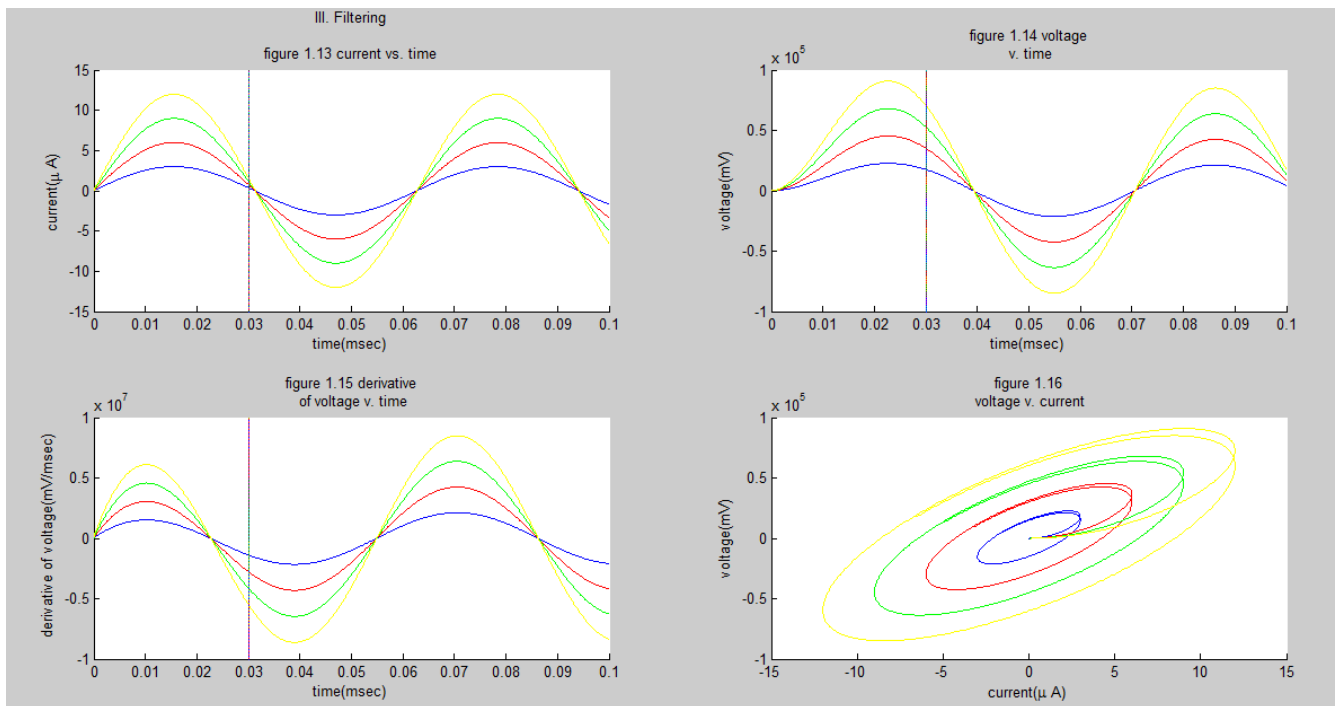 III. Filtering
figure 1.13 current vs. time
15
10
5
0
-5
-10
-15
current(μ A)
0 0.01 0.02 0.03 0.04 0.05 0.06 0.07 0.08 0.09 0.1
time(msec)
figure 1.14 voltage
v. time
x 10^5
1
0.5
0
-0.5
-1
voltage(mV)
0 0.01 0.02 0.03 0.04 0.05 0.06 0.07 0.08 0.09 0.1
time(msec)
figure 1.15 derivative
of voltage v. time
x 10^7
1
0.5
0
-0.5
-1
derivative of voltage(mV/msec)
0 0.01 0.02 0.03 0.04 0.05 0.06 0.07 0.08 0.09 0.1
time(msec)
figure 1.16
voltage v. current
x 10^5
1
0.5
0
-0.5
-1
voltage(mV)
-15 -10 -5 0 5 10 15
current(μ A)